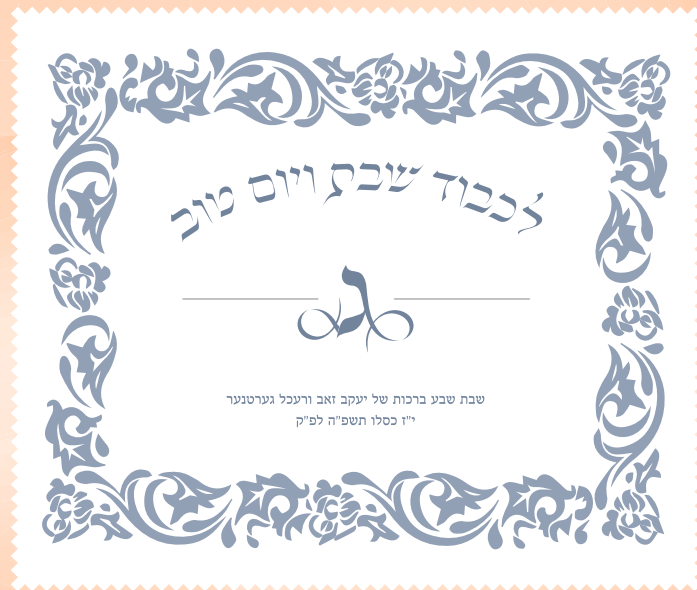 לכבוד שבת ויום טוב
ג
שבת שבע ברכות של יעקב זאב ורעכל גערטנער
י"ז כסלו תשפ"ה לפ"ק